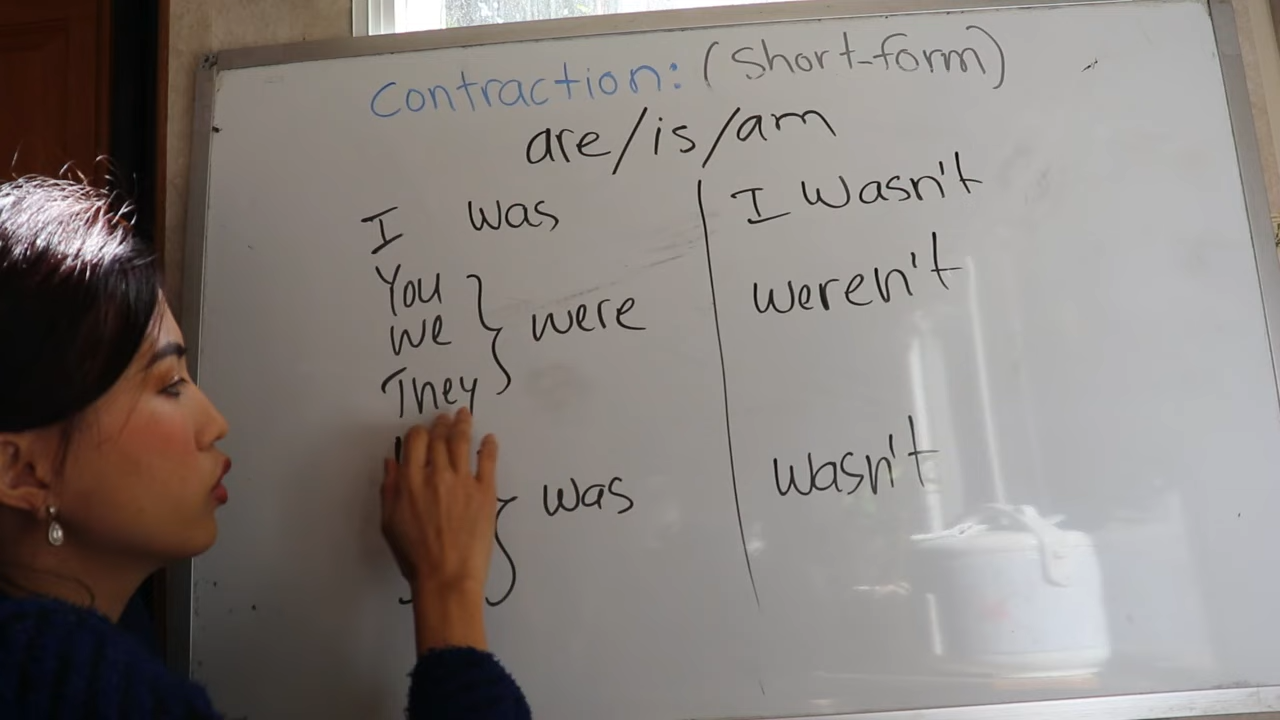 Contraction: (Short-form)
are/is/am
I was | I wasn't
You
we } were | weren't
They
} was | wasn't